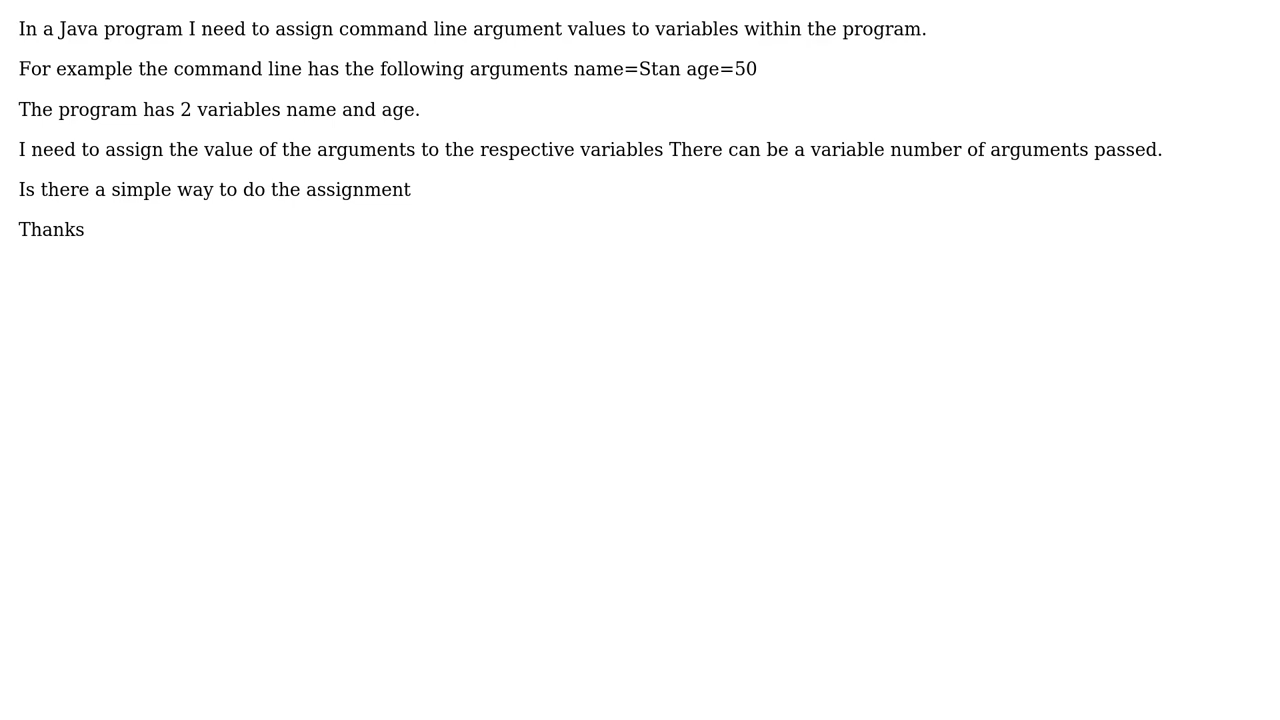 In a Java program I need to assign command line argument values to variables within the program.
For example the command line has the following arguments name=Stan age=50
The program has 2 variables name and age.
I need to assign the value of the arguments to the respective variables There can be a variable number of arguments passed.
Is there a simple way to do the assignment
Thanks